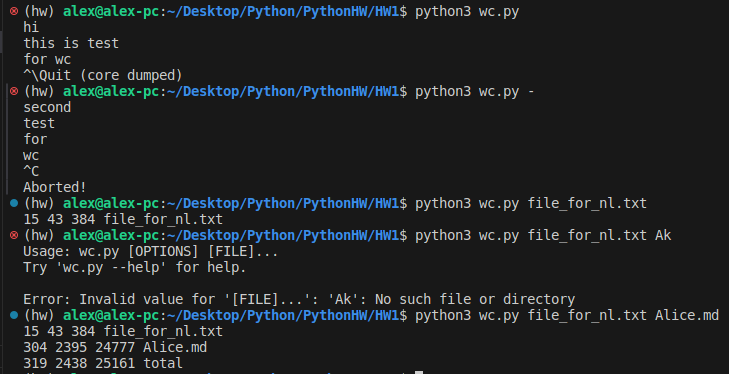 (hw) alex@alex-pc:~/Desktop/Python/PythonHW/HW1$ python3 wc.py
hi
this is test
for wc
^\Quit (core dumped)
(hw) alex@alex-pc:~/Desktop/Python/PythonHW/HW1$ python3 wc.py -
second
test
for
wc
^C
Aborted!
(hw) alex@alex-pc:~/Desktop/Python/PythonHW/HW1$ python3 wc.py file_for_nl.txt
15 43 384 file_for_nl.txt
(hw) alex@alex-pc:~/Desktop/Python/PythonHW/HW1$ python3 wc.py file_for_nl.txt Ak
Usage: wc.py [OPTIONS] [FILE]...
Try 'wc.py --help' for help.

Error: Invalid value for '[FILE]...': 'Ak': No such file or directory
(hw) alex@alex-pc:~/Desktop/Python/PythonHW/HW1$ python3 wc.py file_for_nl.txt Alice.md
15 43 384 file_for_nl.txt
304 2395 24777 Alice.md
319 2438 25161 total